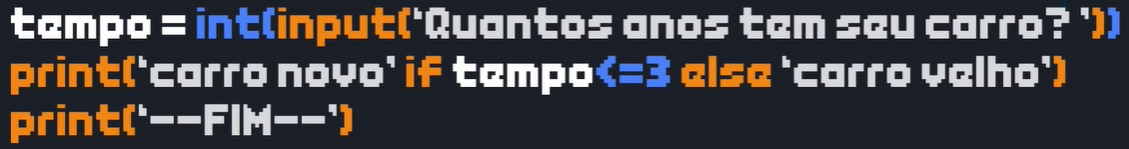 tempo = int(input(‘Quantos anos tem seu carro? ’))
print(‘carro novo’ if tempo<=3 else ‘carro velho’)
print(‘--FIM--’)